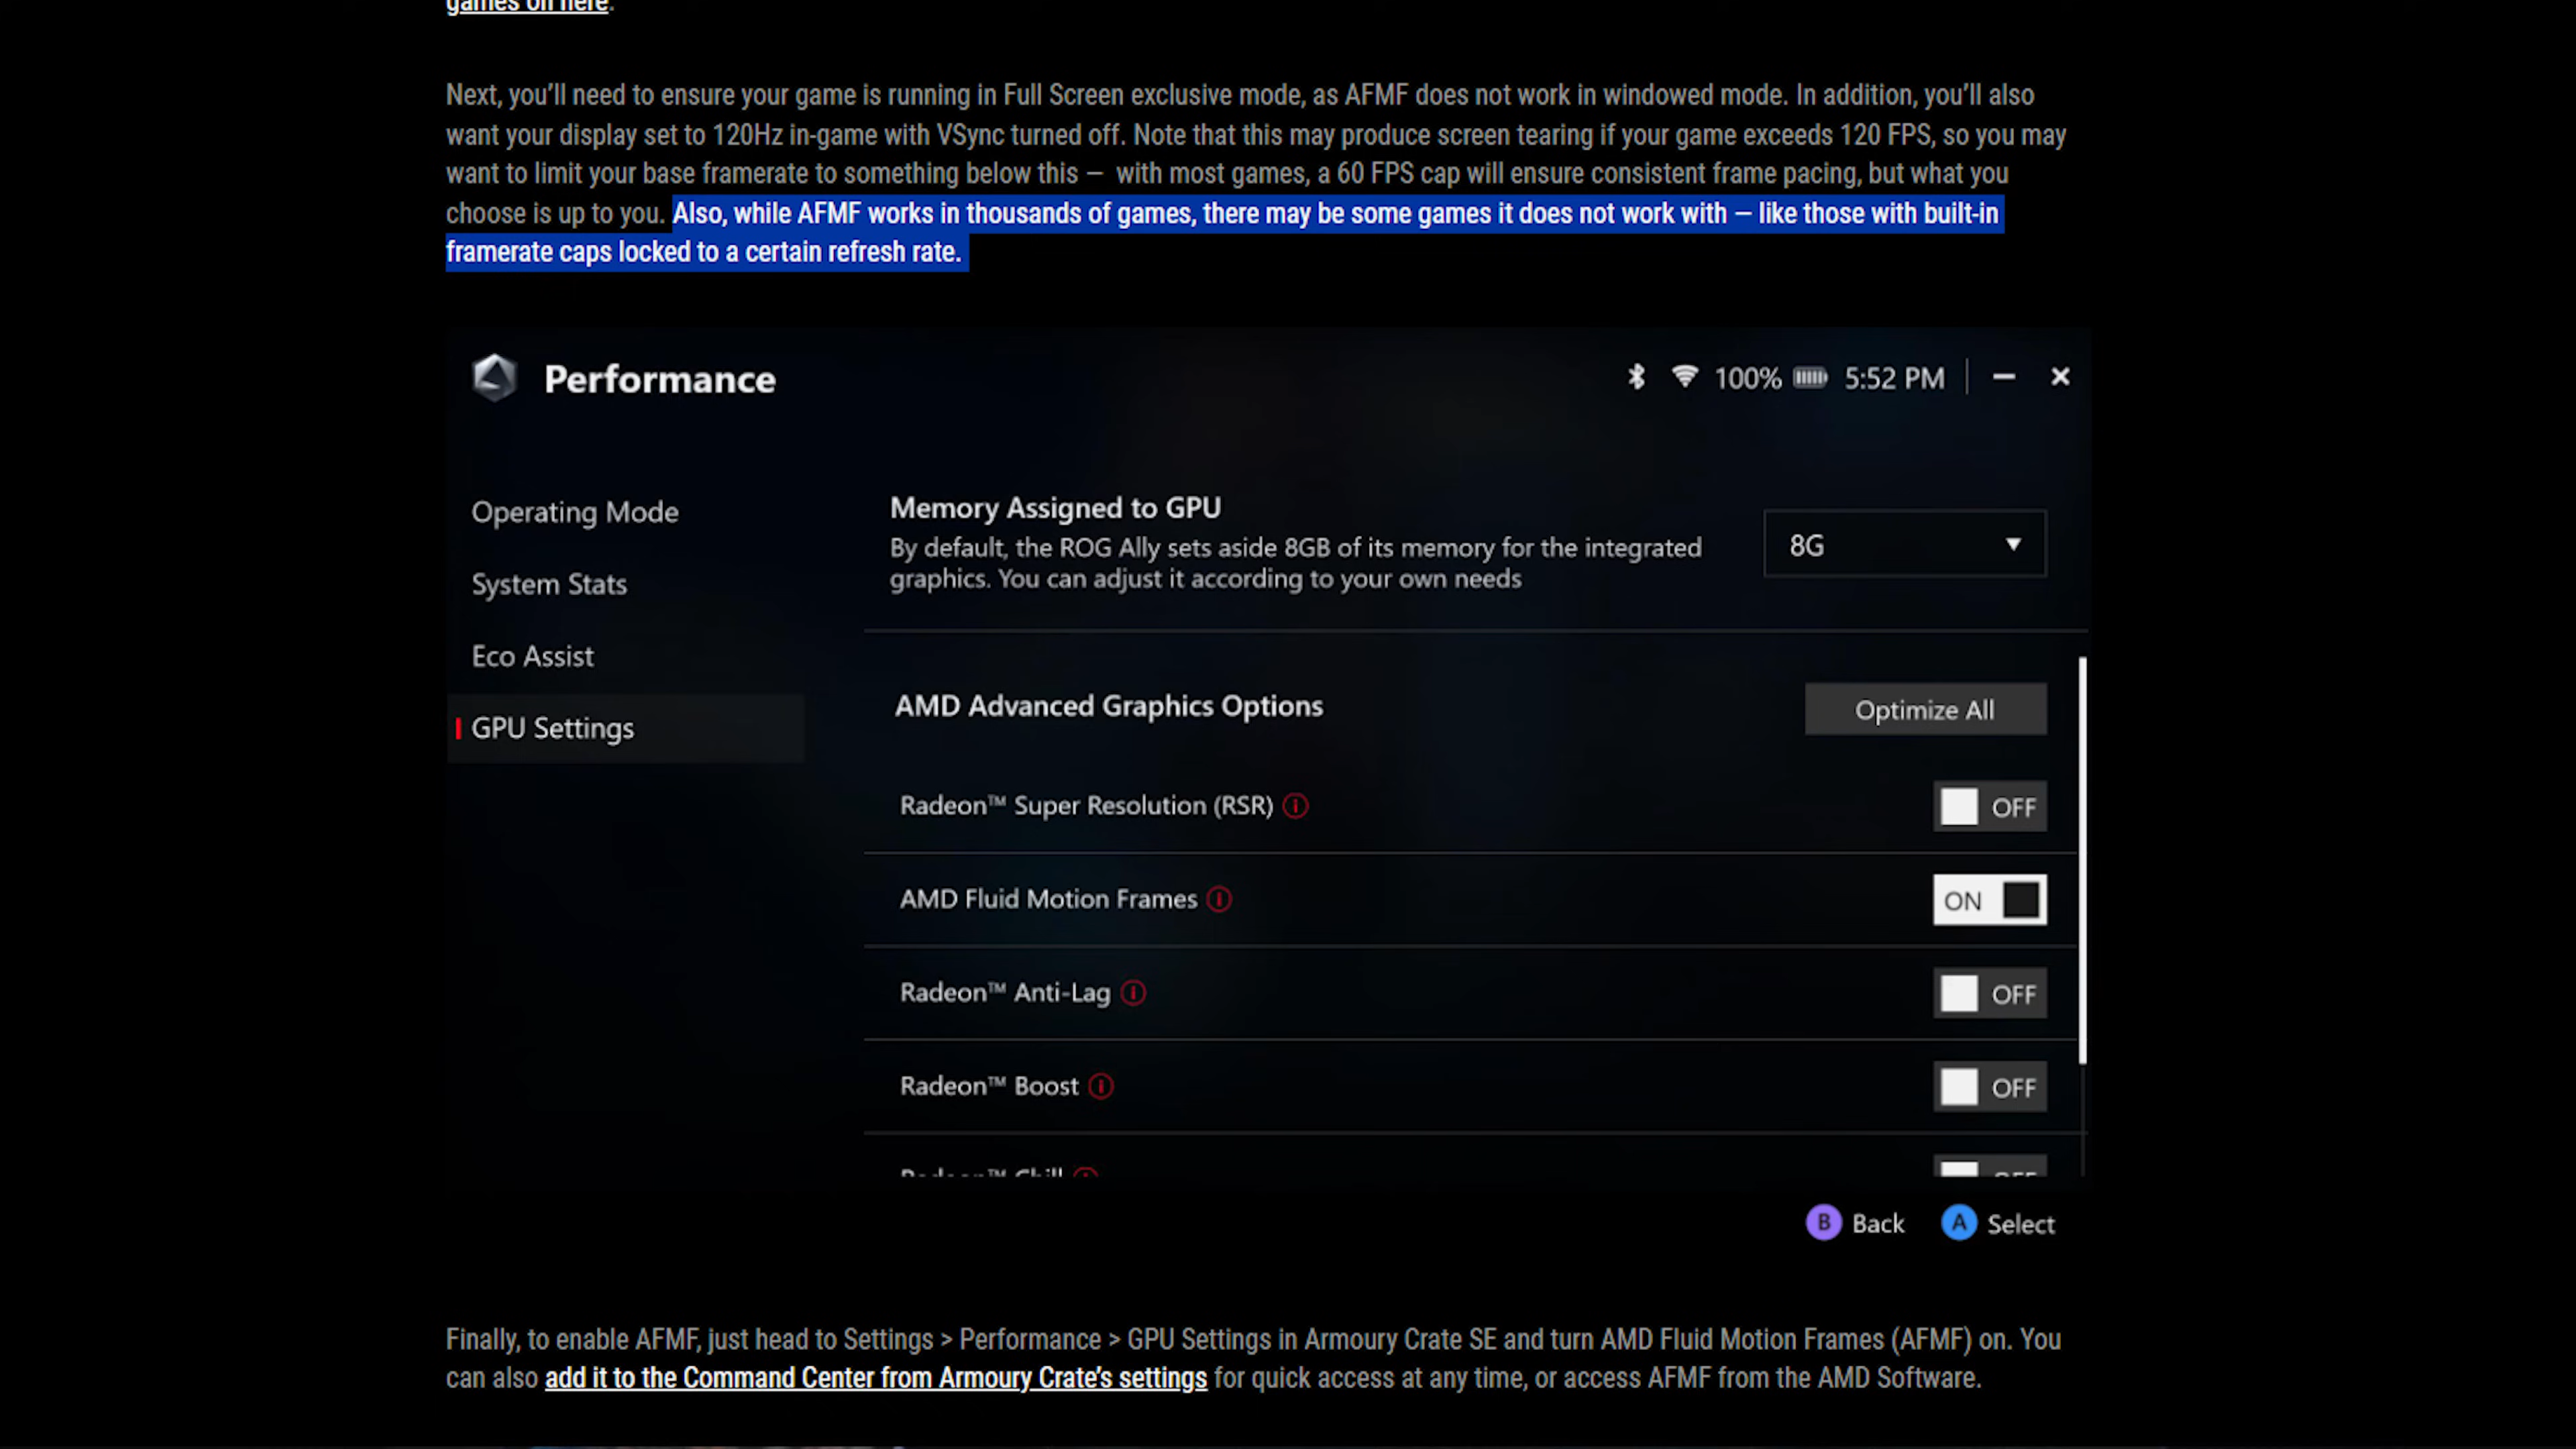 games on here.
Next, you'll need to ensure your game is running in Full Screen exclusive mode, as AFMF does not work in windowed mode. In addition, you'll also
want your display set to 120Hz in-game with VSync turned off. Note that this may produce screen tearing if your game exceeds 120 FPS, so you may
want to limit your base framerate to something below this — with most games, a 60 FPS cap will ensure consistent frame pacing, but what you
choose is up to you. Also, while AFMF works in thousands of games, there may be some games it does not work with — like those with built-in
framerate caps locked to a certain refresh rate.
Performance
100% 5:52 PM
Operating Mode
System Stats
Eco Assist
GPU Settings
Memory Assigned to GPU
By default, the ROG Ally sets aside 8GB of its memory for the integrated
graphics. You can adjust it according to your own needs
8G
AMD Advanced Graphics Options
Optimize All
Radeon™ Super Resolution (RSR)
OFF
AMD Fluid Motion Frames
ON
Radeon™ Anti-Lag
OFF
Radeon™ Boost
OFF
Radeon™ Chill
OFF
B Back
A Select
Finally, to enable AFMF, just head to Settings > Performance > GPU Settings in Armoury Crate SE and turn AMD Fluid Motion Frames (AFMF) on. You
can also add it to the Command Center from Armoury Crate's settings for quick access at any time, or access AFMF from the AMD Software.